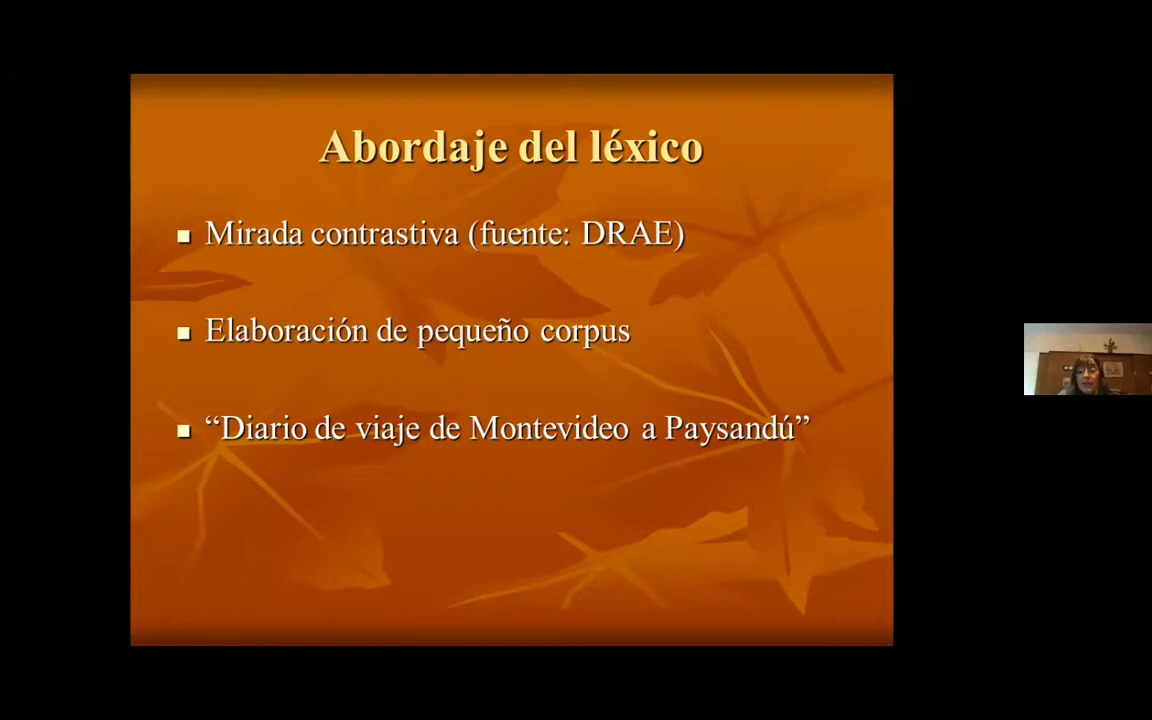 Abordaje del léxico
Mirada contrastiva (fuente: DRAE)
Elaboración de pequeño corpus
“Diario de viaje de Montevideo a Paysandú”